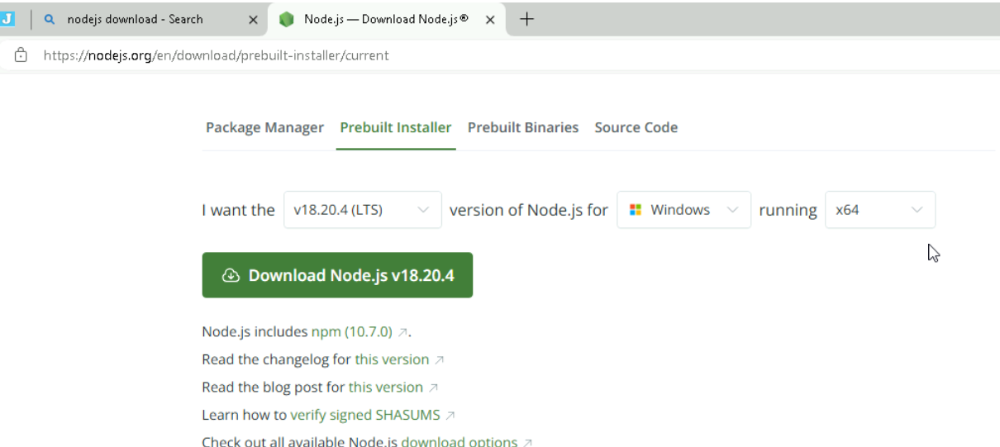 J nodejs download - Search Node.js — Download Node.js®
https://nodejs.org/en/download/prebuilt-installer/current
Package Manager Prebuilt Installer Prebuilt Binaries Source Code
I want the v18.20.4 (LTS) version of Node.js for Windows running x64
Download Node.js v18.20.4
Node.js includes npm (10.7.0) ↗.
Read the changelog for this version ↗
Read the blog post for this version ↗
Learn how to verify signed SHASUMS ↗
Check out all available Node.js download options ↗